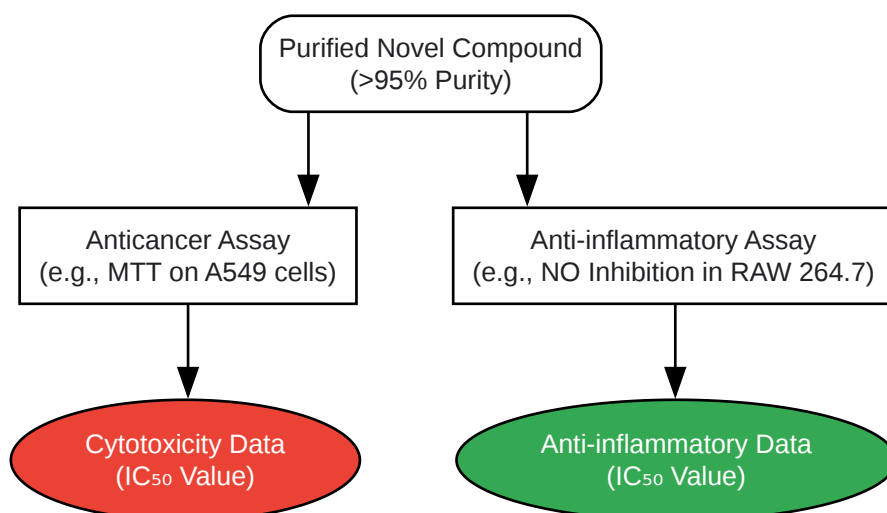 Purified Novel Compound
(>95% Purity)
Anticancer Assay
(e.g., MTT on A549 cells)
Anti-inflammatory Assay
(e.g., NO Inhibition in RAW 264.7)
Cytotoxicity Data
(IC₅₀ Value)
Anti-inflammatory Data
(IC₅₀ Value)